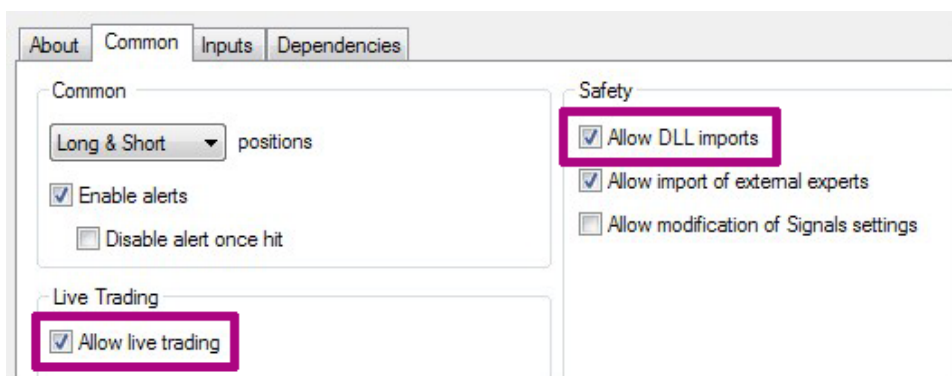 About Common Inputs Dependencies
Common
Long & Short positions
Enable alerts
Disable alert once hit
Live Trading
Allow live trading
Safety
Allow DLL imports
Allow import of external experts
Allow modification of Signals settings